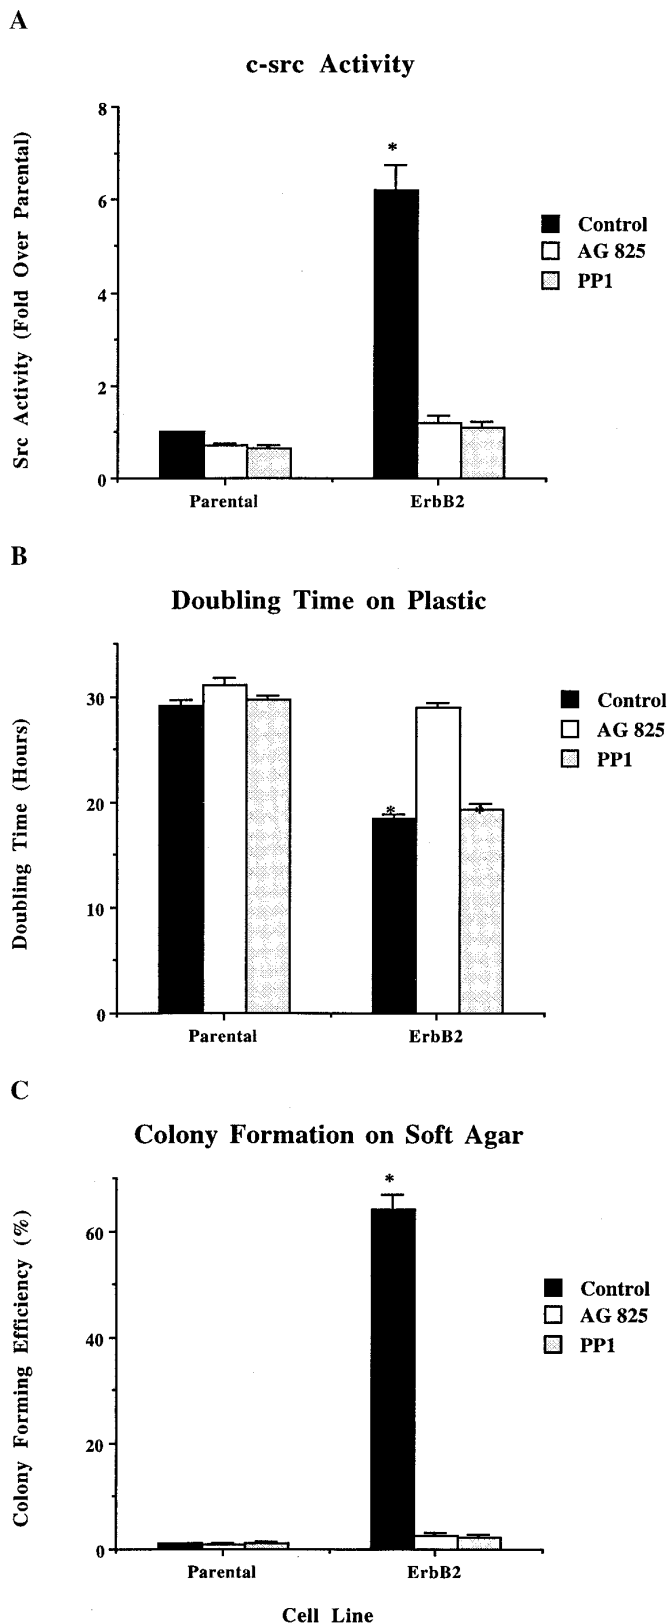 A
c-src Activity
Src Activity (Fold Over Parental)
8
6
4
2
0
*
Control
AG 825
PP1
Parental
ErbB2
B
Doubling Time on Plastic
Doubling Time (Hours)
30
20
10
0
*
*
Control
AG 825
PP1
Parental
ErbB2
C
Colony Formation on Soft Agar
Colony Forming Efficiency (%)
60
40
20
0
*
Control
AG 825
PP1
Parental
ErbB2
Cell Line